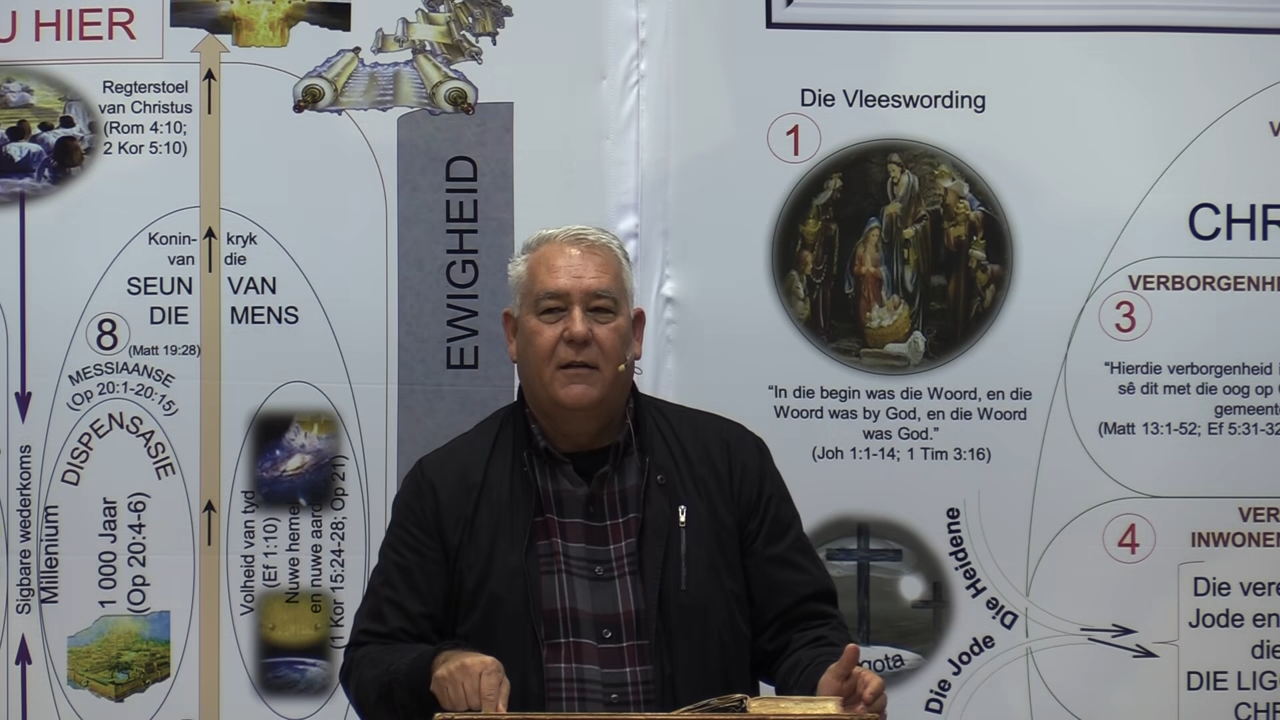 U HIER
Regterstoel
van Christus
(Rom 4:10;
2 Kor 5:10)
Konin- kryk
van die
SEUN VAN
DIE MENS
8
(Matt 19:28)
MESSIAANSE
(Op 20:1-20:15)
DISPENSASIE
Sigbare wederkoms
Millenium
1 000 Jaar
(Op 20:4-6)
Volheid van tyd
(Ef 1:10)
Nuwe heme
en nuwe aard
(1 Kor 15:24-28; Op 21)
EWIGHEID
Die Vleeswording
1
"In die begin was die Woord, en die
Woord was by God, en die Woord
was God."
(Joh 1:1-14; 1 Tim 3:16)
gota
Die Heidene
Die Jode
V
CHR
VERBORGENHE
3
"Hierdie verborgenheid i
sê dit met die oog op
gemeente
(Matt 13:1-52; Ef 5:31-32
4
VER
INWONEN
Die vere
Jode en
die
DIE LIG
CHR